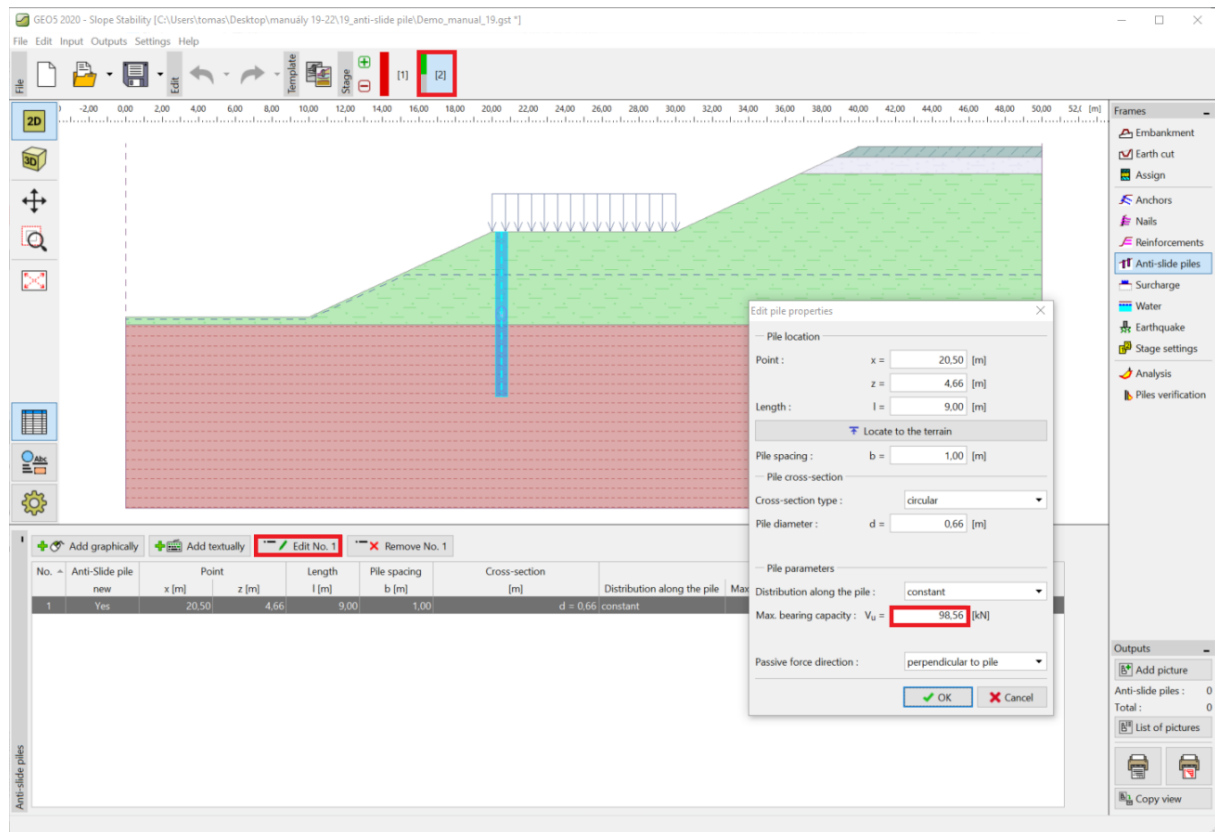 GEO5 2020 - Slope Stability [C:\Users\tomas\Desktop\manuály 19-22\19_anti-slide pile\Demo_manual_19.gst *]
File Edit Input Outputs Settings Help
File
Edit
Template
Stage
[1]
[2]
-2,00 0,00 2,00 4,00 6,00 8,00 10,00 12,00 14,00 16,00 18,00 20,00 22,00 24,00 26,00 28,00 30,00 32,00 34,00 36,00 38,00 40,00 42,00 44,00 46,00 48,00 50,00 [m]
2D
3D
Abc
Frames
Embankment
Earth cut
Assign
Anchors
Nails
Reinforcements
Anti-slide piles
Surcharge
Water
Earthquake
Stage settings
Analysis
Piles verification
Edit pile properties
Pile location
Point : x = 20,50 [m]
z = 4,66 [m]
Length : l = 9,00 [m]
Locate to the terrain
Pile spacing : b = 1,00 [m]
Pile cross-section
Cross-section type : circular
Pile diameter : d = 0,66 [m]
Pile parameters
Distribution along the pile : constant
Max. bearing capacity : Vu = 98,56 [kN]
Passive force direction : perpendicular to pile
OK Cancel
Add graphically Add textually Edit No. 1 Remove No. 1
No. Anti-Slide pile Point Length Pile spacing Cross-section
new x [m] z [m] l [m] b [m] [m] Distribution along the pile Max
1 Yes 20,50 4,66 9,00 1,00 d = 0,66 constant
Anti-slide piles
Outputs
Add picture
Anti-slide piles : 0
Total : 0
List of pictures
Copy view